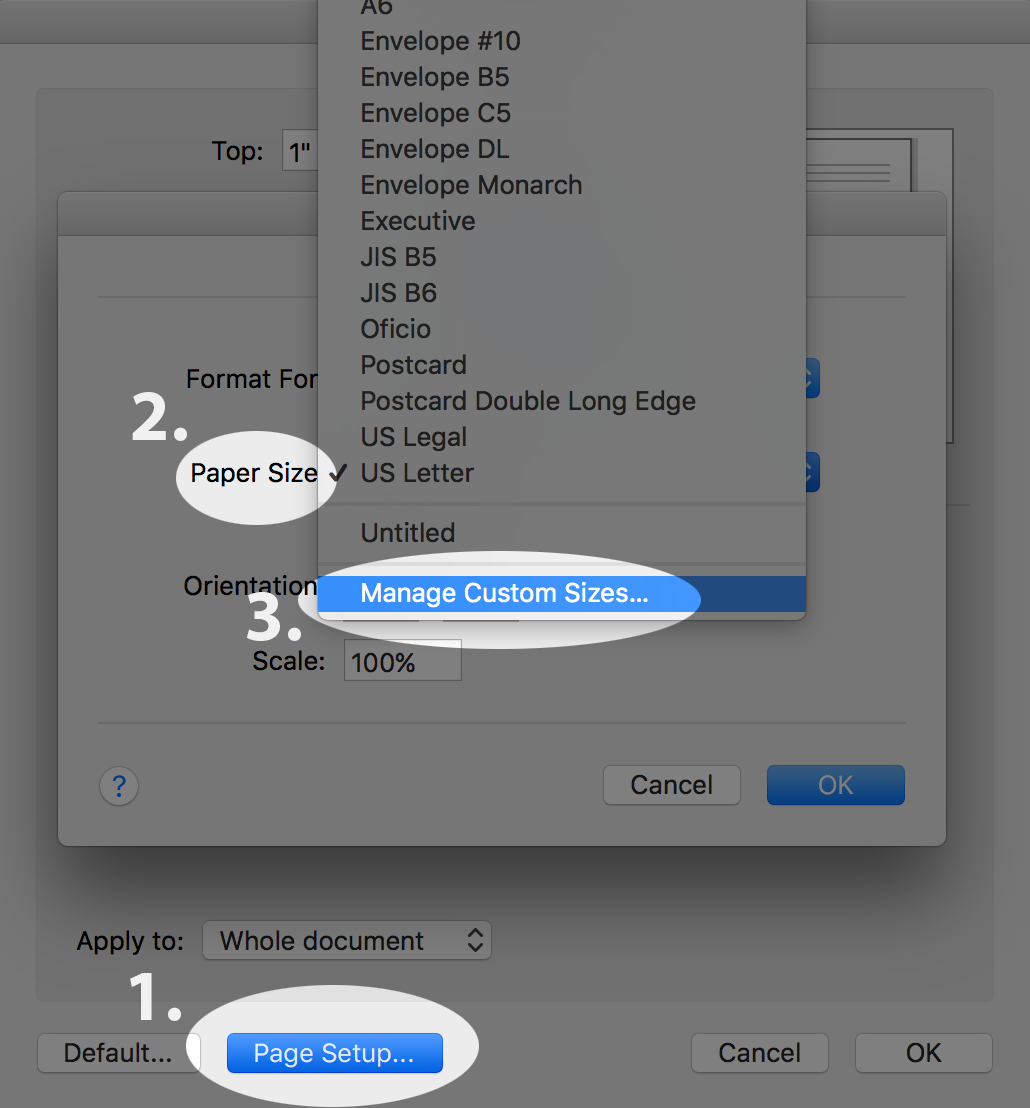 A6
Envelope #10
Envelope B5
Envelope C5
Envelope DL
Envelope Monarch
Executive
JIS B5
JIS B6
Oficio
Postcard
Postcard Double Long Edge
US Legal
✓ US Letter
Untitled
Manage Custom Sizes...
Top: 1"
Format For
2.
Paper Size
Orientation
3.
Scale: 100%
?
Cancel
OK
Apply to: Whole document
1.
Default...
Page Setup...
Cancel
OK